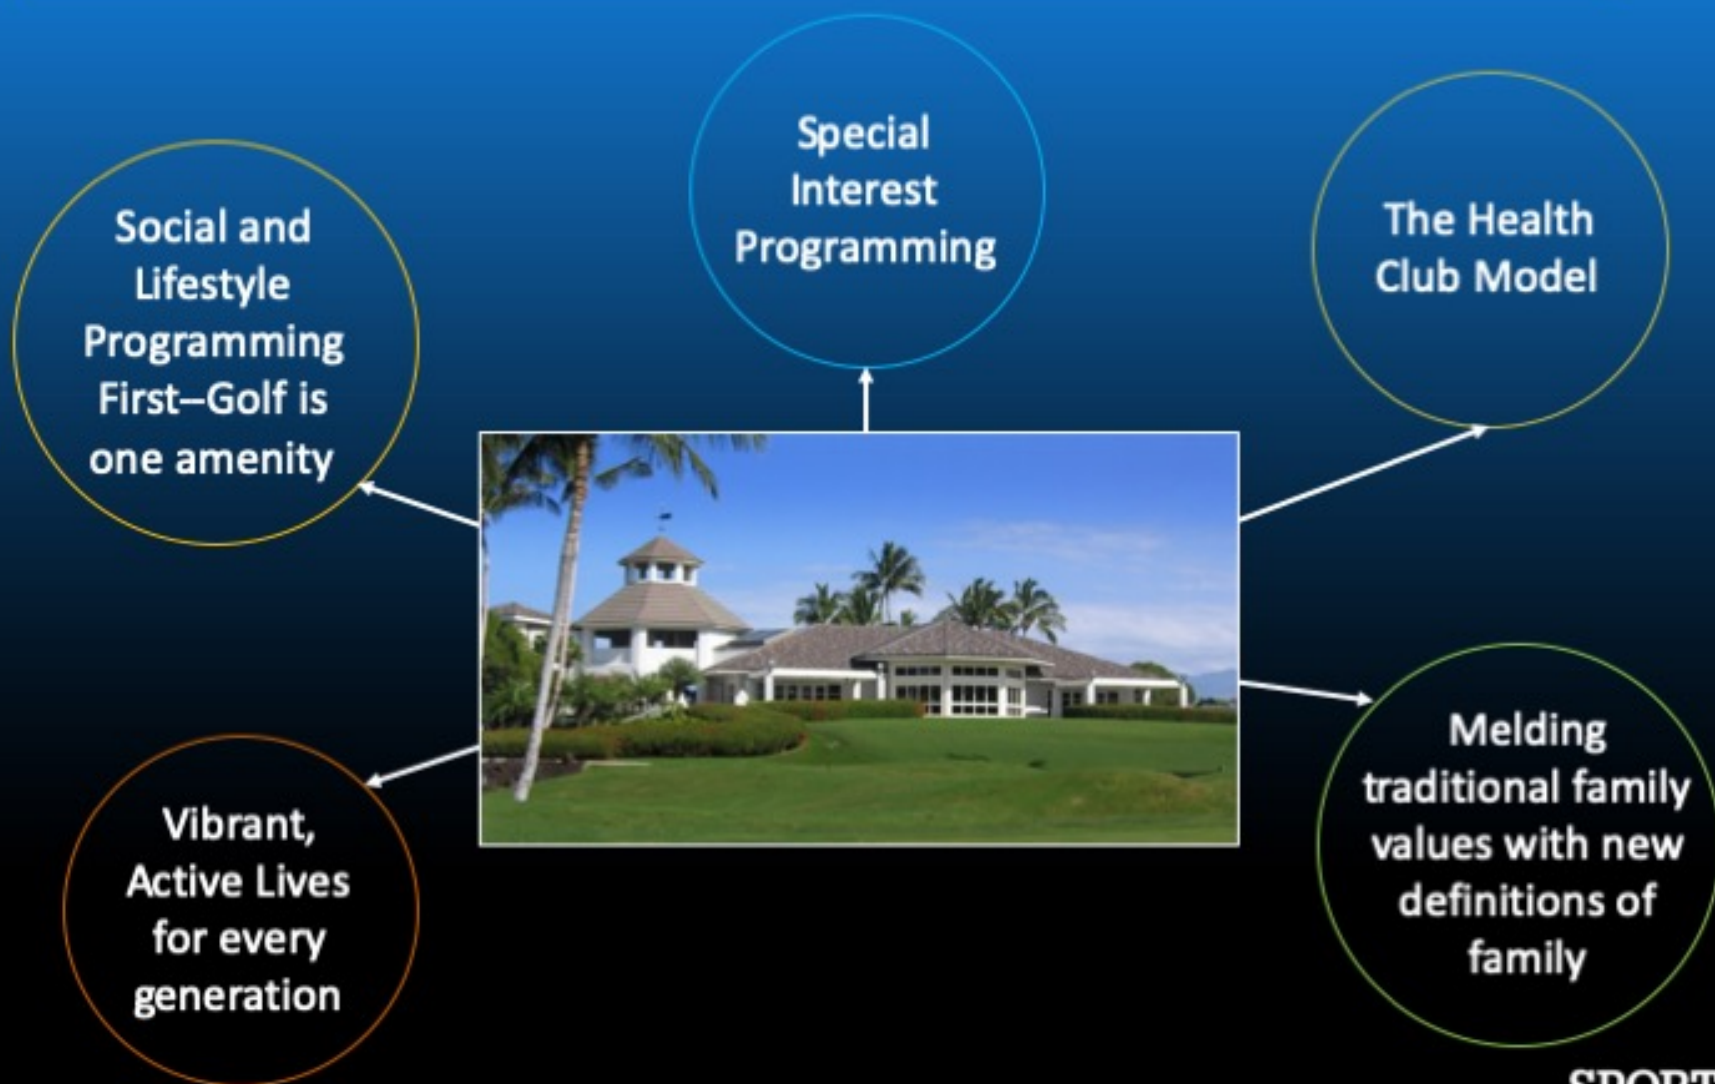 Special
Interest
Programming
Social and
Lifestyle
Programming
First–Golf is
one amenity
The Health
Club Model
Vibrant,
Active Lives
for every
generation
Melding
traditional family
values with new
definitions of
family